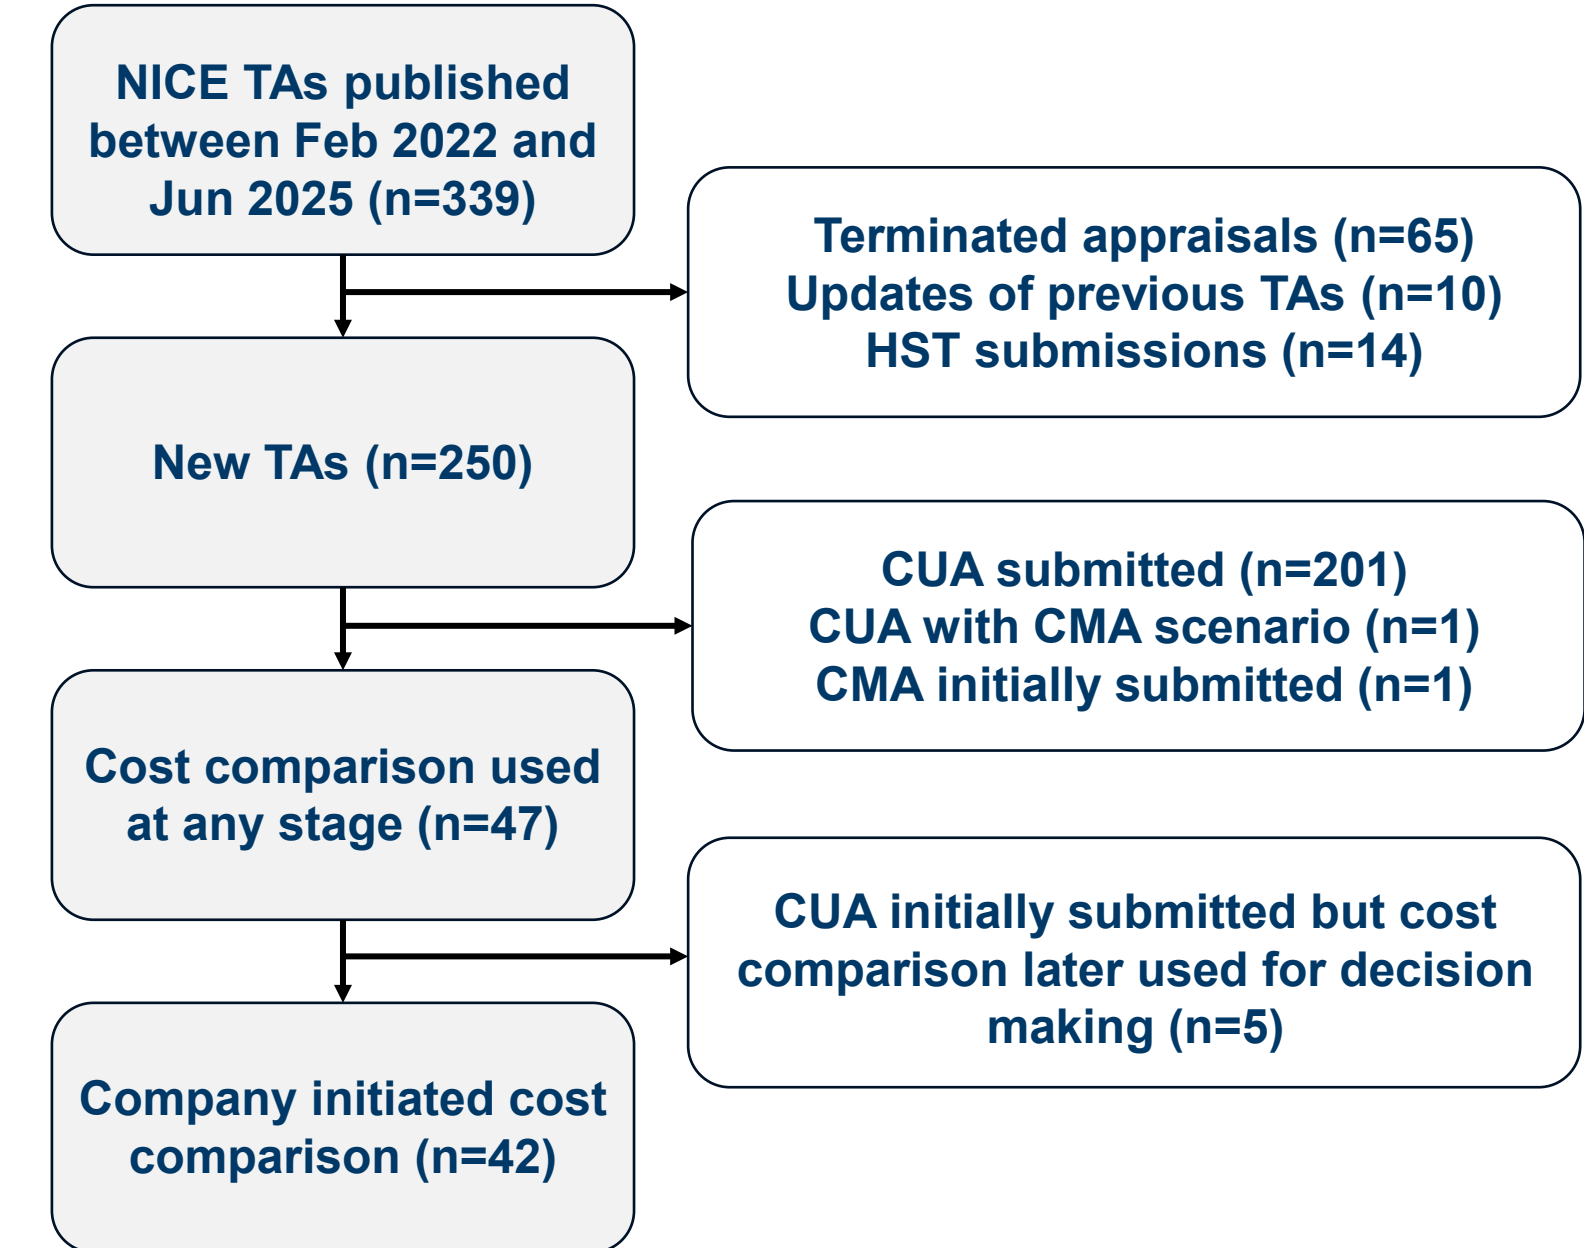 NICE TAs published
between Feb 2022 and
Jun 2025 (n=339)
Terminated appraisals (n=65)
Updates of previous TAs (n=10)
HST submissions (n=14)
New TAs (n=250)
CUA submitted (n=201)
CUA with CMA scenario (n=1)
CMA initially submitted (n=1)
Cost comparison used
at any stage (n=47)
CUA initially submitted but cost
comparison later used for decision
making (n=5)
Company initiated cost
comparison (n=42)